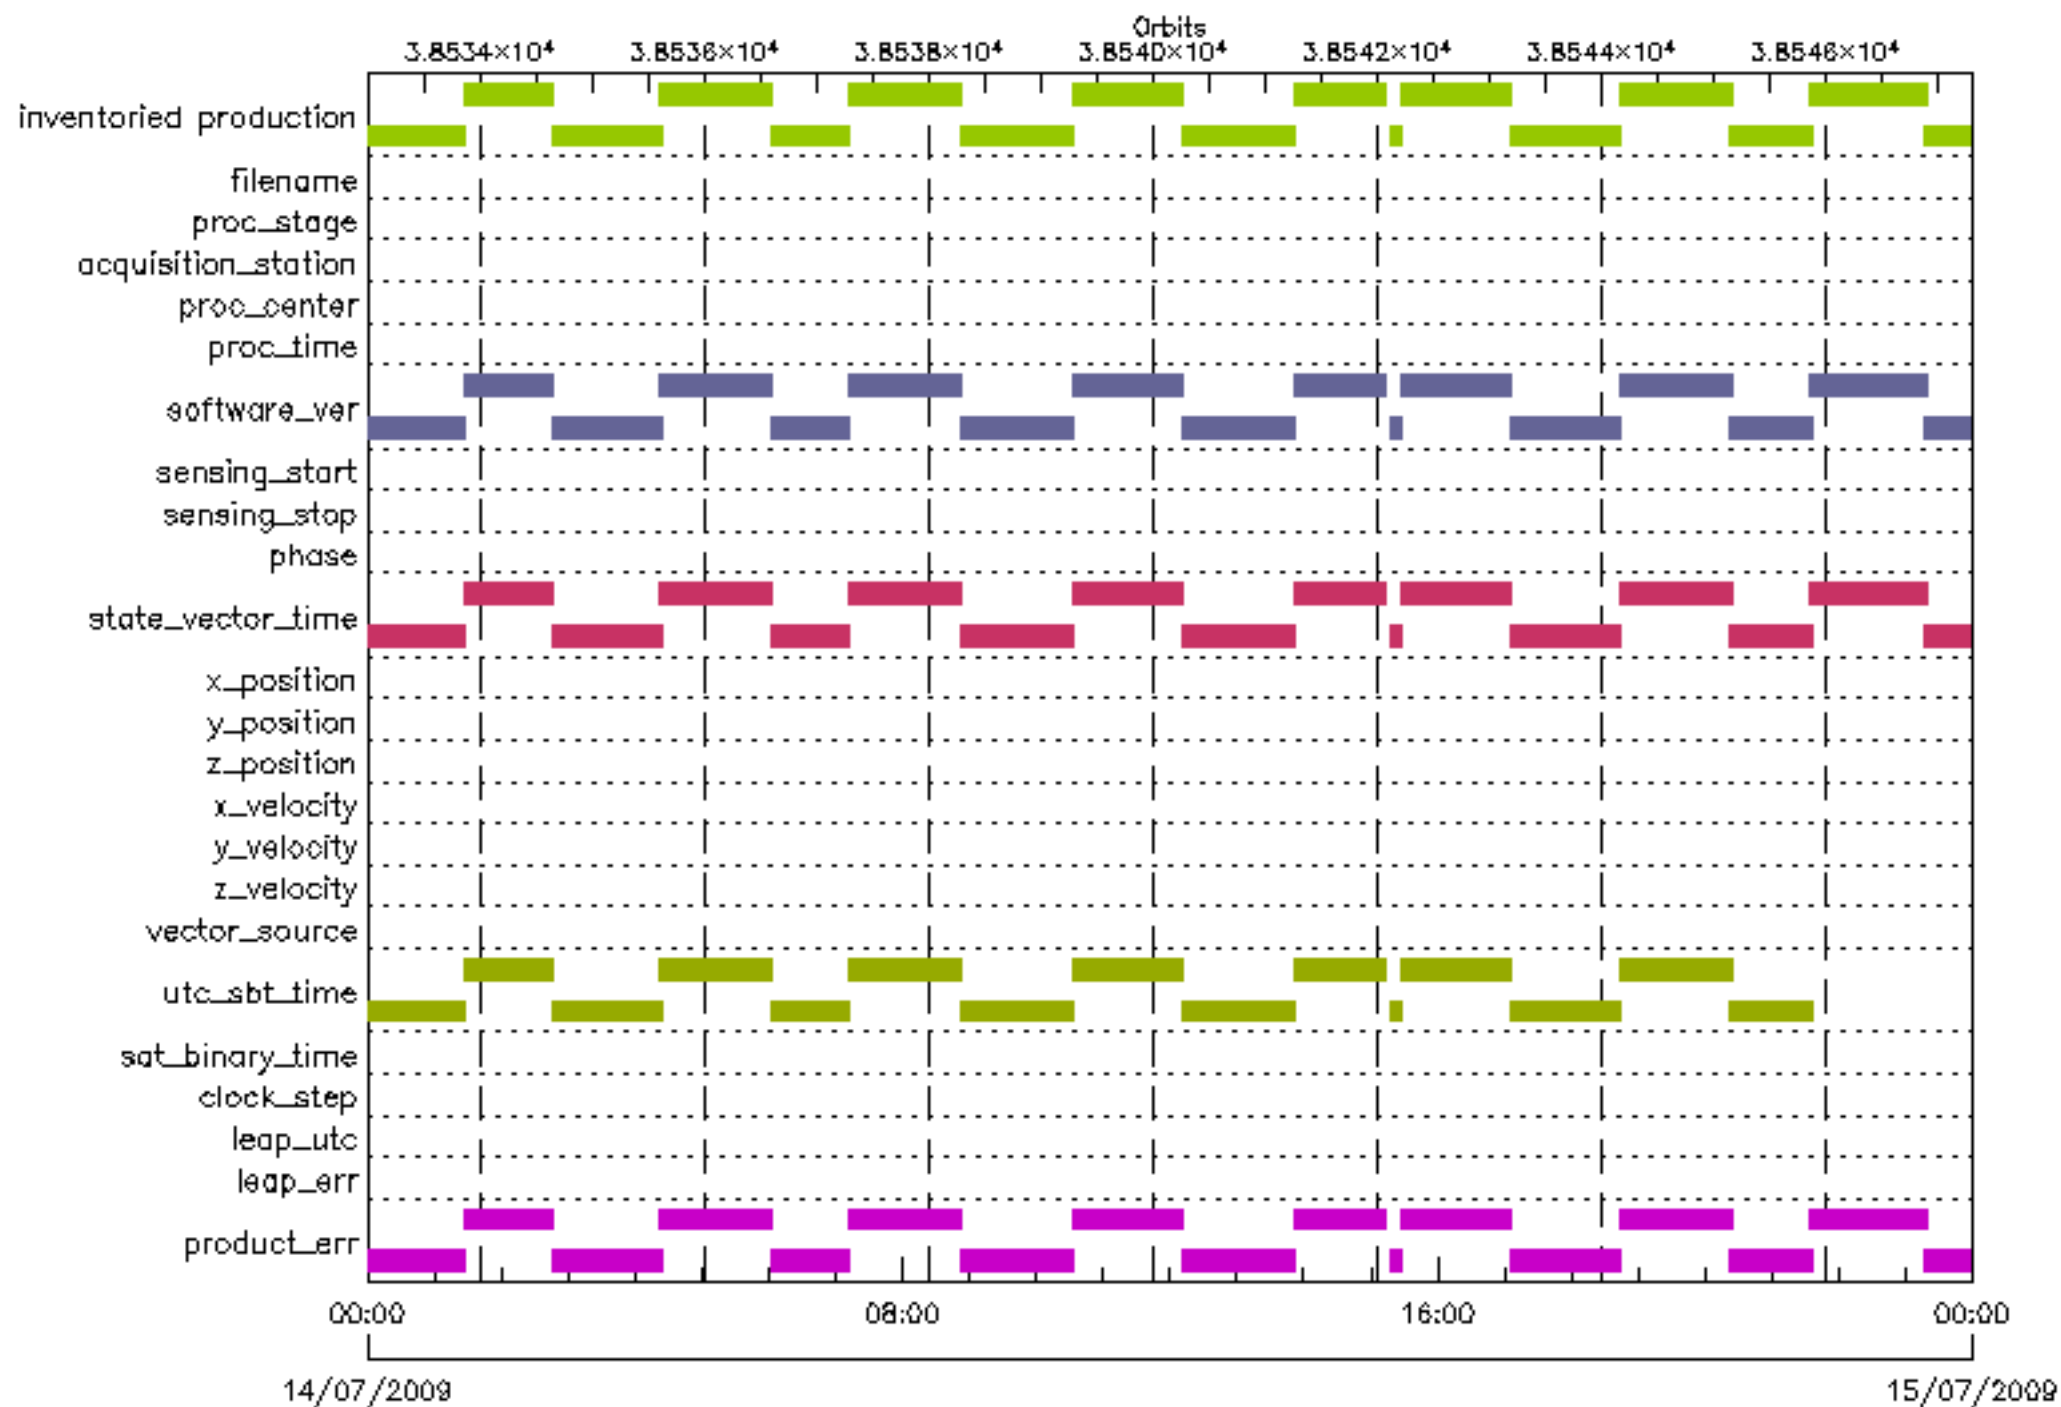 Orbits
3.8534×10⁴ 3.8536×10⁴ 3.8538×10⁴ 3.8540×10⁴ 3.8542×10⁴ 3.8544×10⁴ 3.8546×10⁴
inventoried production
filename
proc_stage
acquisition_station
proc_center
proc_time
software_ver
sensing_start
sensing_stop
phase
state_vector_time
x_position
y_position
z_position
x_velocity
y_velocity
z_velocity
vector_source
utc_sbt_time
sat_binary_time
clock_step
leap_utc
leap_err
product_err
00:00 08:00 16:00 00:00
14/07/2009 15/07/2009